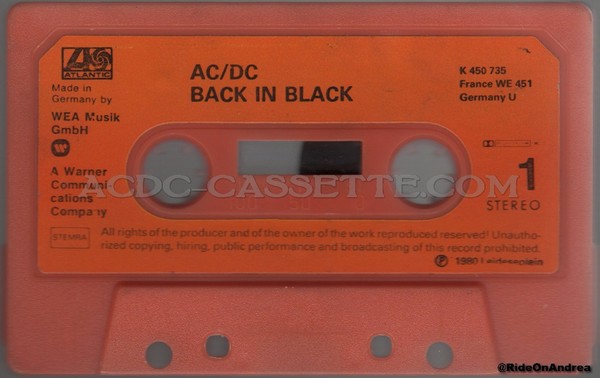 ATLANTIC
Made in
Germany by
WEA Musik
GmbH
A Warner
Communi-
cations
Company
STEMRA
AC/DC
BACK IN BLACK
K 450 735
France WE 451
Germany U
1
STEREO
ACDC-CASSETTE.COM
All rights of the producer and of the owner of the work reproduced reserved! Unautho-
rized copying, hiring, public performance and broadcasting of this record prohibited.
℗ 1980 Leidseplein
@RideOnAndrea